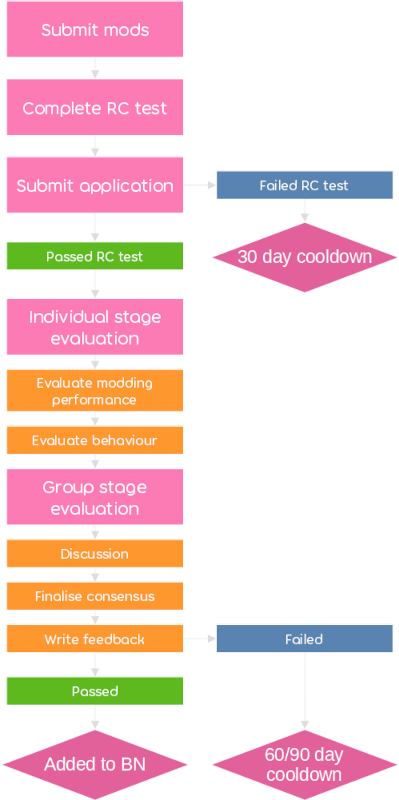 Submit mods
Complete RC test
Submit application
Failed RC test
30 day cooldown
Passed RC test
Individual stage
evaluation
Evaluate modding
performance
Evaluate behaviour
Group stage
evaluation
Discussion
Finalise consensus
Write feedback
Failed
Passed
Added to BN
60/90 day
cooldown